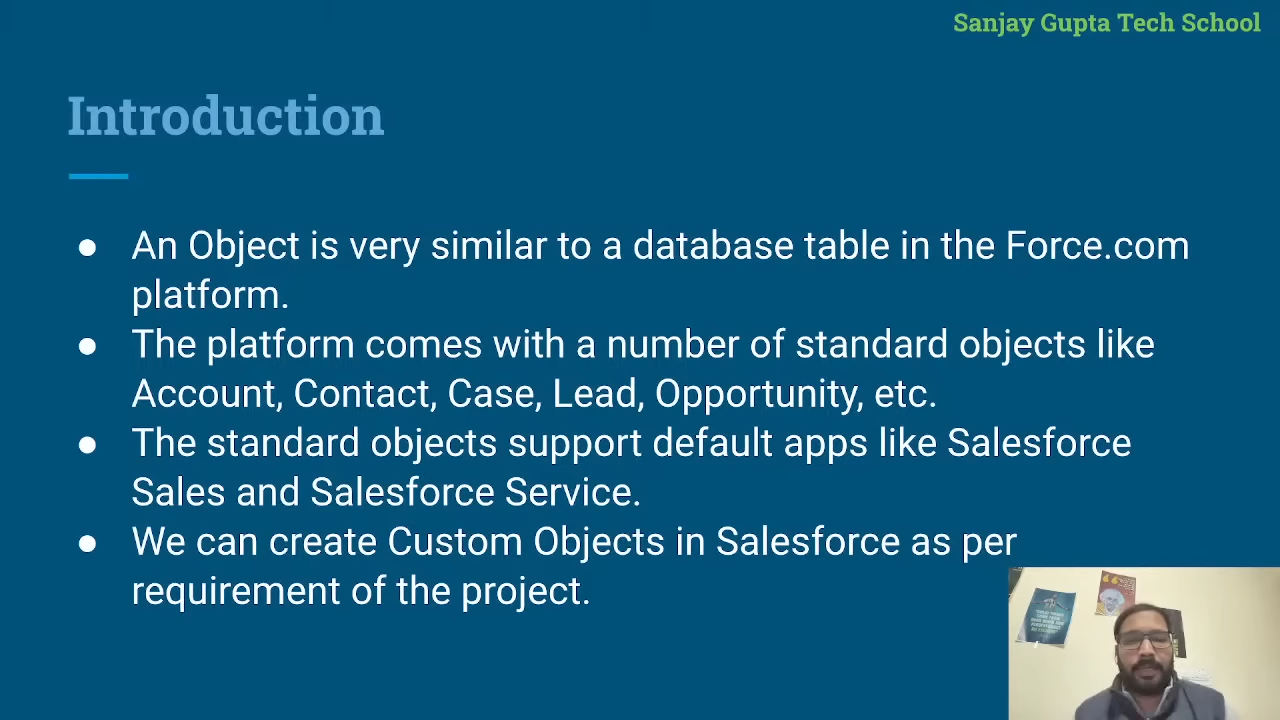 Sanjay Gupta Tech School
Introduction
● An Object is very similar to a database table in the Force.com
platform.
● The platform comes with a number of standard objects like
Account, Contact, Case, Lead, Opportunity, etc.
● The standard objects support default apps like Salesforce
Sales and Salesforce Service.
● We can create Custom Objects in Salesforce as per
requirement of the project.